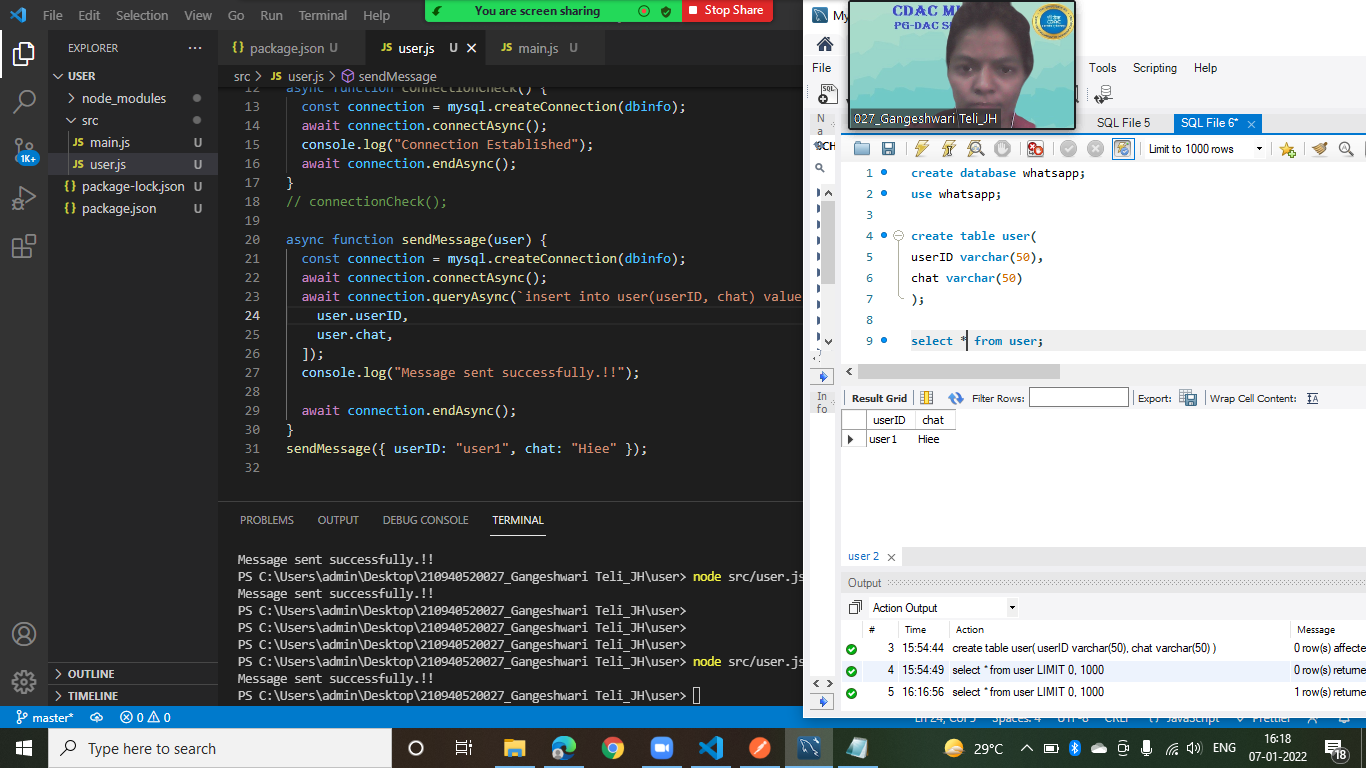 File Edit Selection View Go Run Terminal Help
You are screen sharing
Stop Share
EXPLORER
USER
node_modules
src
JS main.js U
JS user.js U
{} package-lock.json U
{} package.json U
OUTLINE
TIMELINE
1K+
{} package.json U
JS user.js U
JS main.js U
src > JS user.js > sendMessage
12 async function connectionCheck() {
13 const connection = mysql.createConnection(dbinfo);
14 await connection.connectAsync();
15 console.log("Connection Established");
16 await connection.endAsync();
17 }
18 // connectionCheck();
19
20 async function sendMessage(user) {
21 const connection = mysql.createConnection(dbinfo);
22 await connection.connectAsync();
23 await connection.queryAsync(`insert into user(userID, chat) value
24 user.userID,
25 user.chat,
26 ]);
27 console.log("Message sent successfully.!!");
28
29 await connection.endAsync();
30 }
31 sendMessage({ userID: "user1", chat: "Hiee" });
32
PROBLEMS OUTPUT DEBUG CONSOLE TERMINAL
Message sent successfully.!!
PS C:\Users\admin\Desktop\210940520027_Gangeshwari Teli_JH\user> node src/user.js
Message sent successfully.!!
PS C:\Users\admin\Desktop\210940520027_Gangeshwari Teli_JH\user>
PS C:\Users\admin\Desktop\210940520027_Gangeshwari Teli_JH\user>
PS C:\Users\admin\Desktop\210940520027_Gangeshwari Teli_JH\user>
PS C:\Users\admin\Desktop\210940520027_Gangeshwari Teli_JH\user> node src/user.js
Message sent successfully.!!
PS C:\Users\admin\Desktop\210940520027_Gangeshwari Teli_JH\user>
My
CDAC
PG-DAC
027_Gangeshwari Teli_JH
File
Tools Scripting Help
SQL File 5
SQL File 6*
Na
SCH
Limit to 1000 rows
1 create database whatsapp;
2 use whatsapp;
3
4 create table user(
5 userID varchar(50),
6 chat varchar(50)
7 );
8
9 select * from user;
Info
Result Grid Filter Rows: Export: Wrap Cell Content: IA
userID chat
user1 Hiee
user 2
Output
Action Output
# Time Action Message
3 15:54:44 create table user( userID varchar(50), chat varchar(50) ) 0 row(s) affecte
4 15:54:49 select * from user LIMIT 0, 1000 0 row(s) returne
5 16:16:56 select * from user LIMIT 0, 1000 1 row(s) returne
master* 0 0
Ln 24, Col 5 Spaces: 4 UTF-8 CRLF {} JavaScript Prettier
Type here to search
29°C ENG 16:18
07-01-2022
18